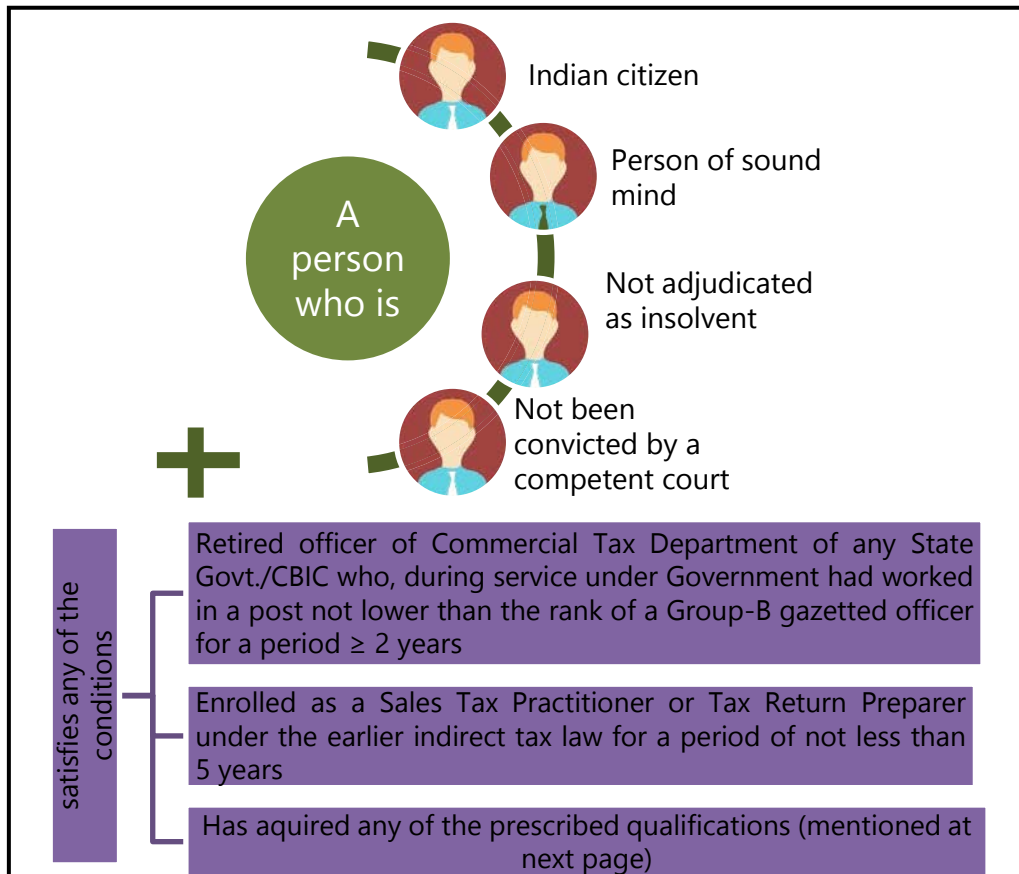 Indian citizen
Person of sound
mind
A
person
who is
Not adjudicated
as insolvent
Not been
convicted by a
competent court
satisfies any of the
conditions
Retired officer of Commercial Tax Department of any State
Govt./CBIC who, during service under Government had worked
in a post not lower than the rank of a Group-B gazetted officer
for a period ≥ 2 years
Enrolled as a Sales Tax Practitioner or Tax Return Preparer
under the earlier indirect tax law for a period of not less than
5 years
Has aquired any of the prescribed qualifications (mentioned at
next page)